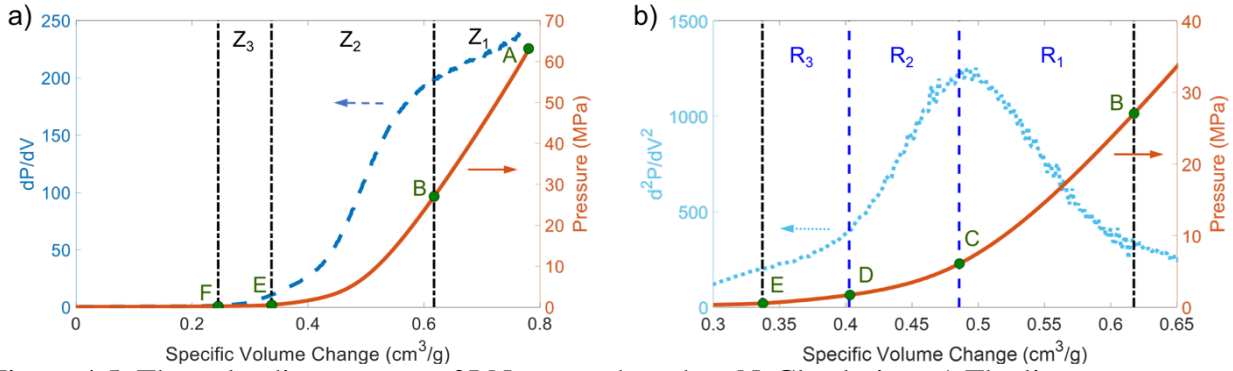 a)
250
200
150
100
50
0
dP/dV
Z3
Z2
Z1
A
B
E
F
70
60
50
40
30
20
10
0
Pressure (MPa)
0
0.2
0.4
0.6
0.8
Specific Volume Change (cm³/g)
b)
1500
1000
500
0
d²P/dV²
R3
R2
R1
B
C
D
E
40
30
20
10
0
Pressure (MPa)
0.3
0.35
0.4
0.45
0.5
0.55
0.6
0.65
Specific Volume Change (cm³/g)